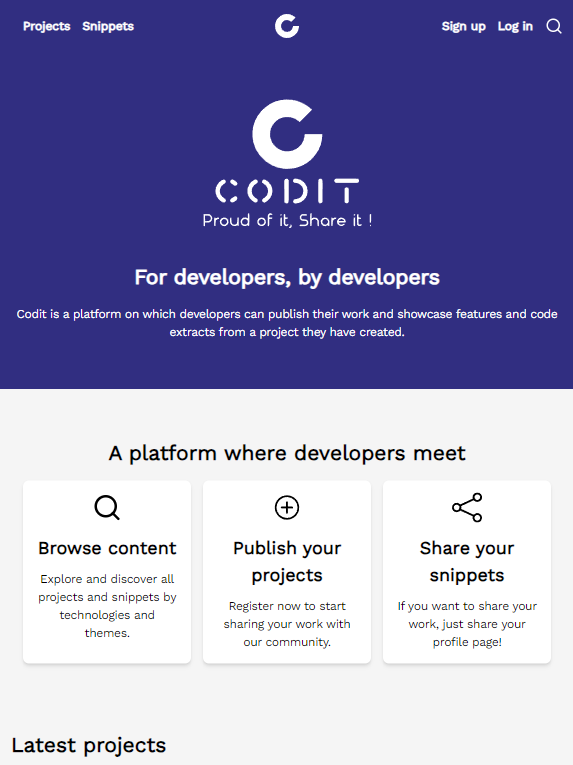 Projects Snippets Sign up Log in
CODIT
Proud of it, Share it !
For developers, by developers
Codit is a platform on which developers can publish their work and showcase features and code
extracts from a project they have created.
A platform where developers meet
Browse content
Explore and discover all
projects and snippets by
technologies and
themes.
Publish your
projects
Register now to start
sharing your work with
our community.
Share your
snippets
If you want to share your
work, just share your
profile page!
Latest projects